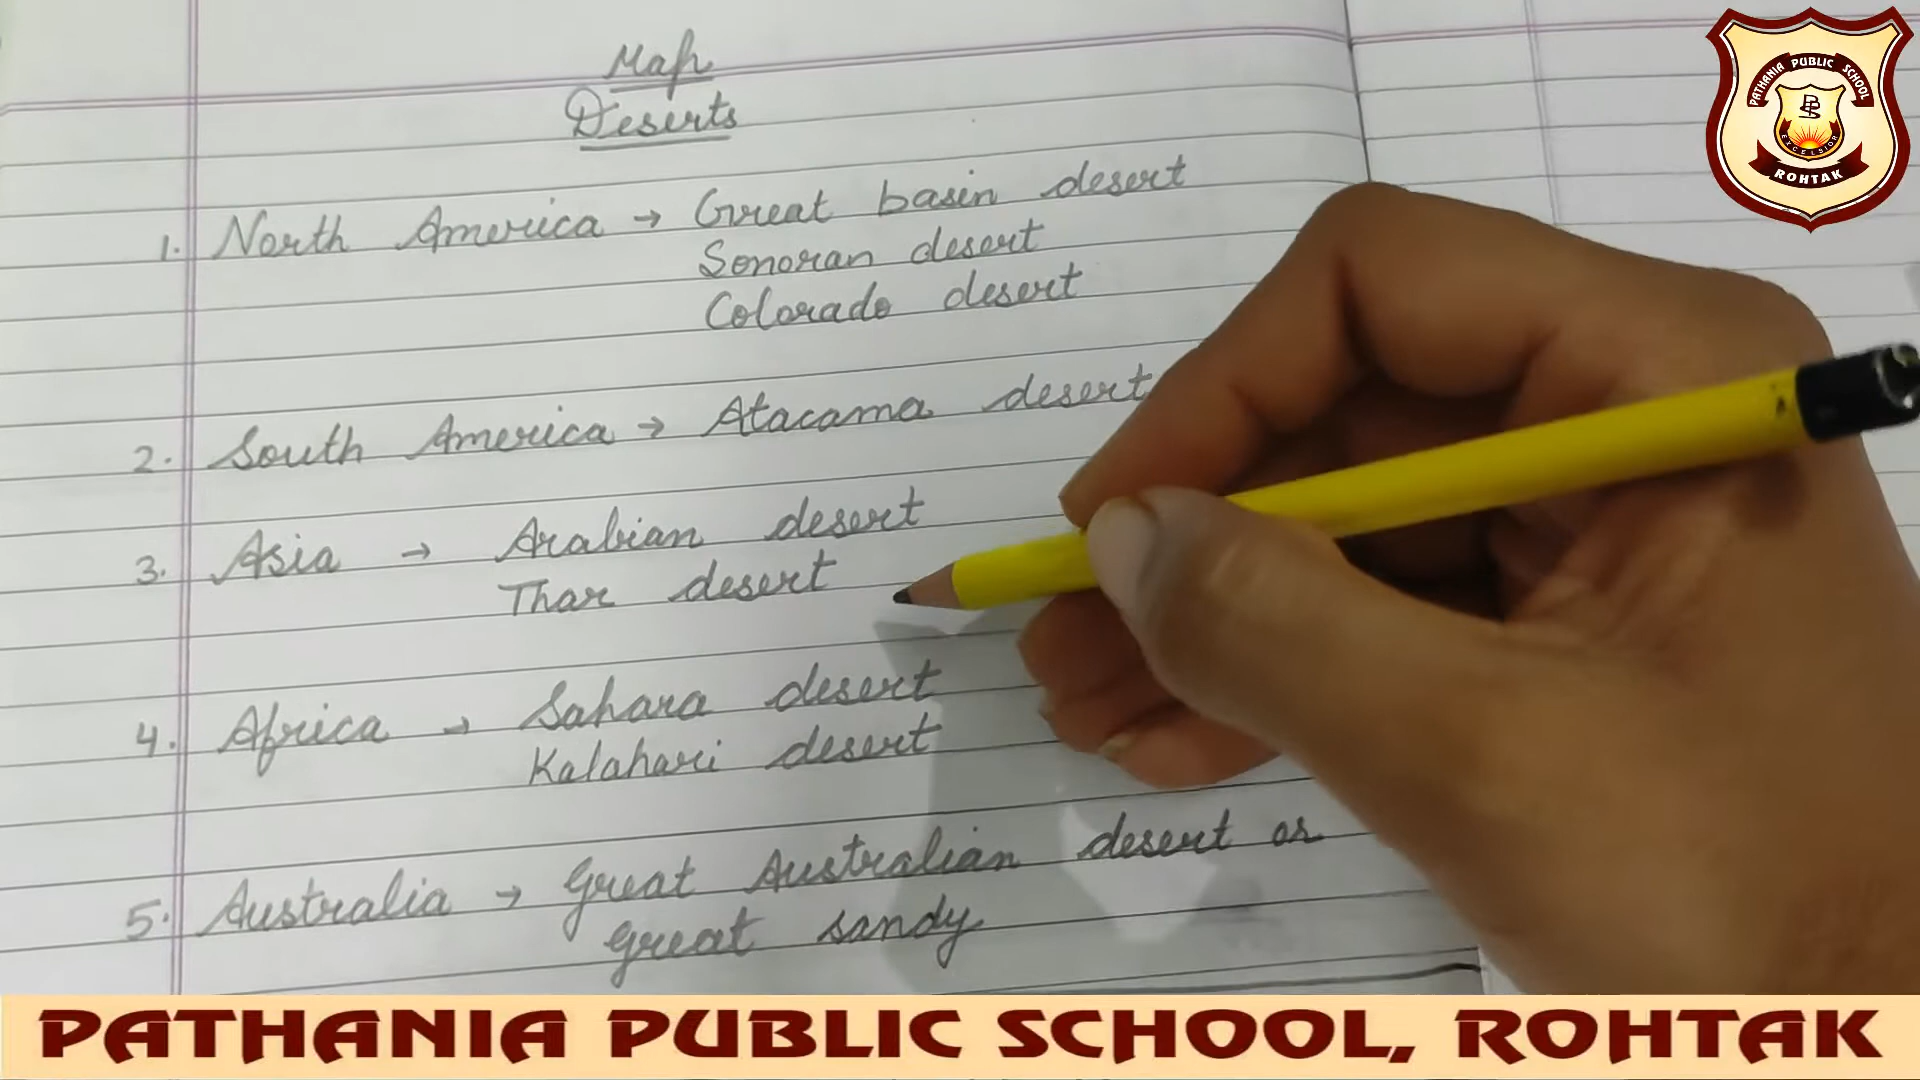 Map
Deserts
1. North America → Great basin desert
Sonoran desert
Colorado desert
2. South America → Atacama desert
3. Asia → Arabian desert
Thar desert
4. Africa → Sahara desert
Kalahari desert
5. Australia → Great Australian desert or
Great sandy
PATHANIA PUBLIC SCHOOL
EXCELSIOR
ROHTAK
PATHANIA PUBLIC SCHOOL, ROHTAK